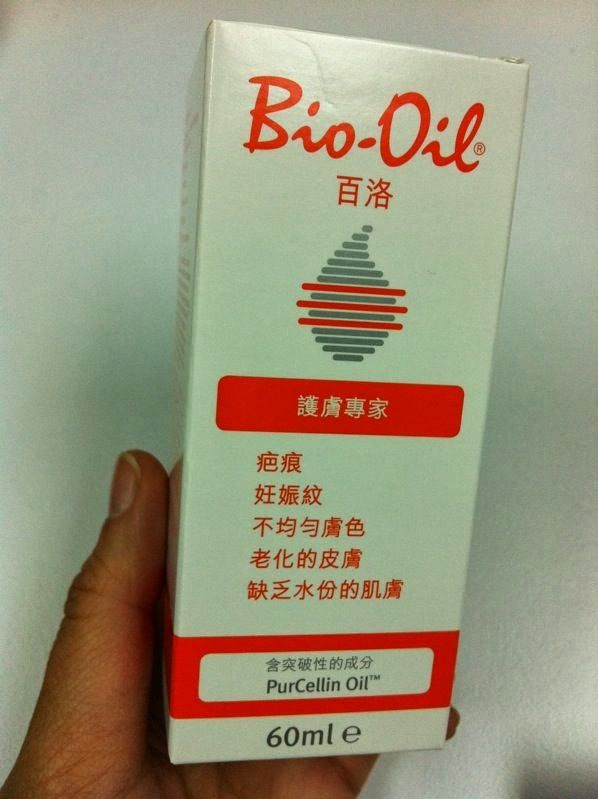 Bio-Oil®
百洛
護膚專家
疤痕
妊娠紋
不均勻膚色
老化的皮膚
缺乏水份的肌膚
含突破性的成分
PurCellin Oil™
60ml ℮